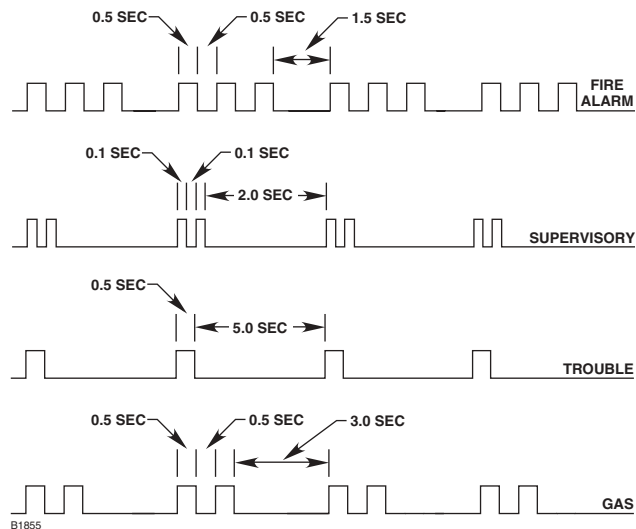 0.5 SEC 0.5 SEC 1.5 SEC
FIRE
ALARM
0.1 SEC 0.1 SEC
2.0 SEC
SUPERVISORY
0.5 SEC
5.0 SEC
TROUBLE
0.5 SEC 0.5 SEC 3.0 SEC
GAS
B1855